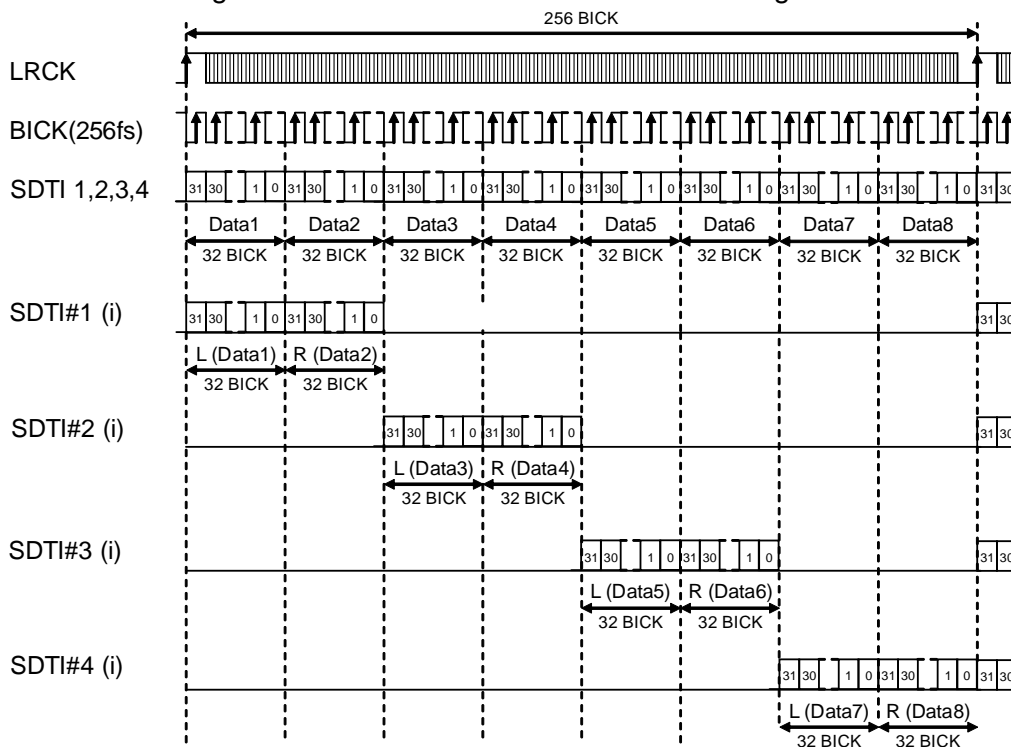 256 BICK
LRCK
BICK(256fs)
SDTI 1,2,3,4 31 30 1 0 31 30 1 0 31 30 1 0 31 30 1 0 31 30 1 0 31 30 1 0 31 30 1 0 31 30 1 0 31 30
Data1 Data2 Data3 Data4 Data5 Data6 Data7 Data8
32 BICK 32 BICK 32 BICK 32 BICK 32 BICK 32 BICK 32 BICK 32 BICK
SDTI#1 (i) 31 30 1 0 31 30 1 0 31 30
L (Data1) R (Data2)
32 BICK 32 BICK
SDTI#2 (i) 31 30 1 0 31 30 1 0 31 30
L (Data3) R (Data4)
32 BICK 32 BICK
SDTI#3 (i) 31 30 1 0 31 30 1 0 31 30
L (Data5) R (Data6)
32 BICK 32 BICK
SDTI#4 (i) 31 30 1 0 31 30 1 0 31 30
L (Data7) R (Data8)
32 BICK 32 BICK